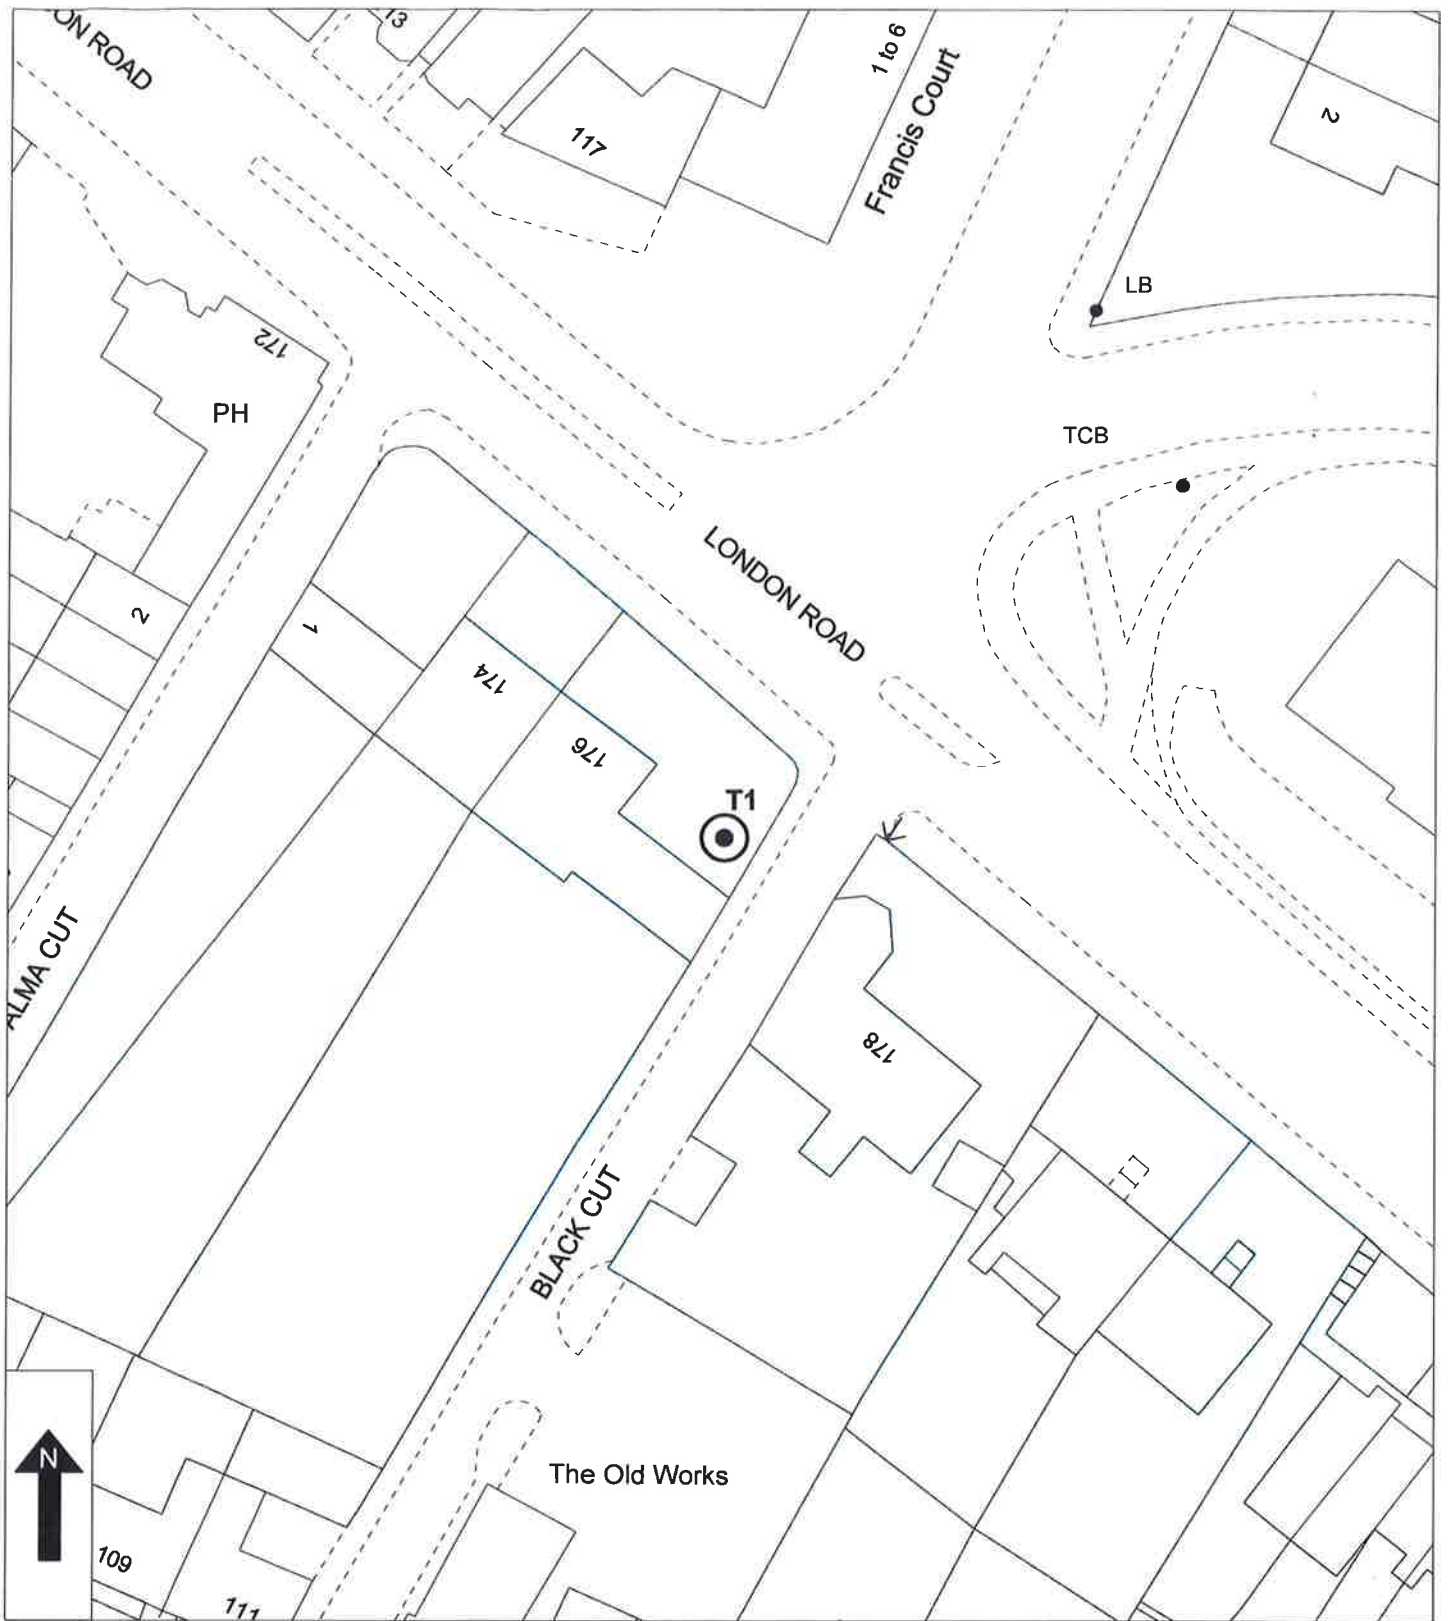 ON ROAD
13
117
1 to 6
Francis Court
2
LB
172
PH
TCB
LONDON ROAD
2
1
174
176
T1
ALMA CUT
178
BLACK CUT
N
The Old Works
109
111